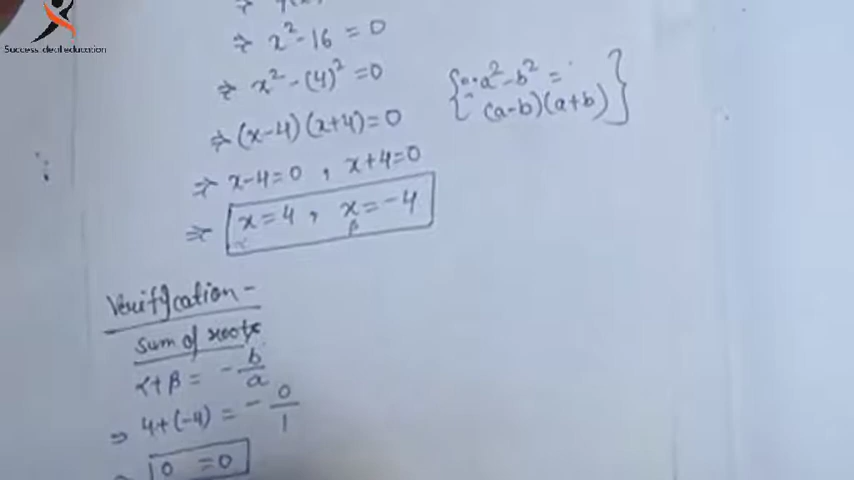 Success ideal education
⇒ x² - 16 = 0
⇒ x² - (4)² = 0
{∵ a² - b² =
(a-b)(a+b)}
⇒ (x-4)(x+4) = 0
⇒ x-4=0 , x+4=0
⇒ x=4 , x=-4
α β
Verification -
Sum of roots
α+β = - b/a
⇒ 4+(-4) = - 0/1
⇒ 0 = 0